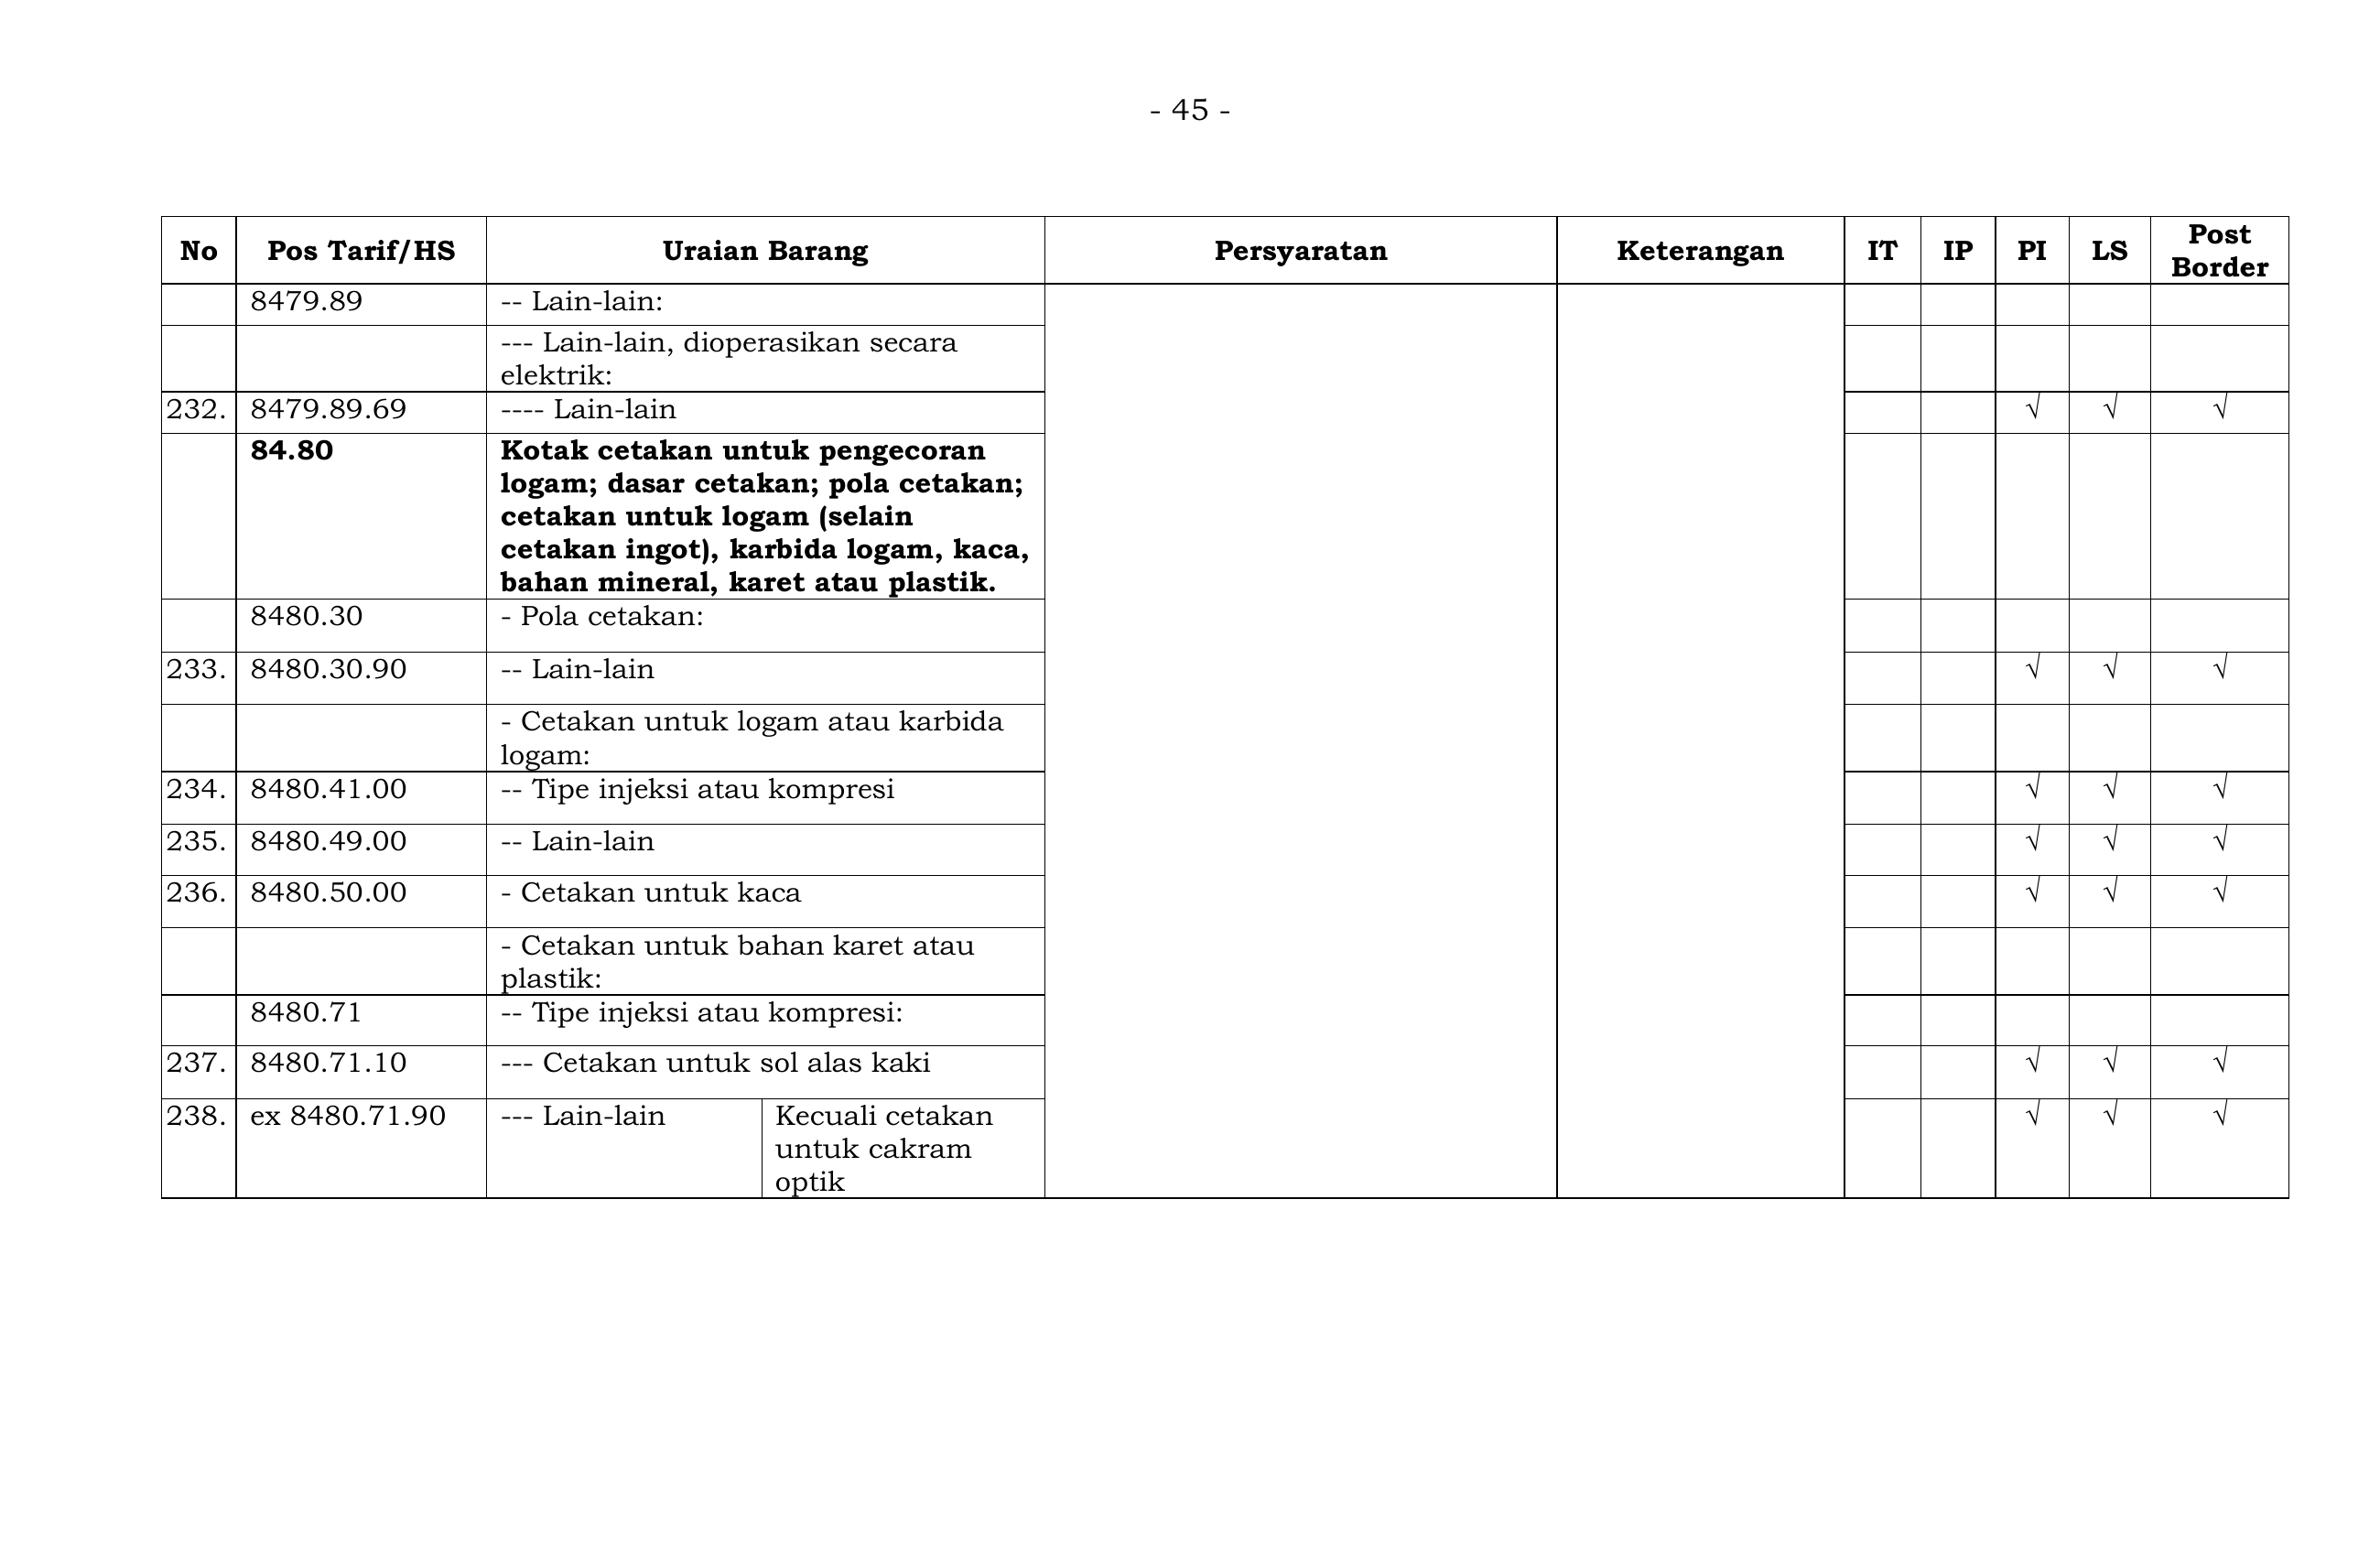 - 45 -
No Pos Tarif/HS Uraian Barang Persyaratan Keterangan IT IP PI LS Post Border
8479.89 -- Lain-lain:
--- Lain-lain, dioperasikan secara
elektrik:
232. 8479.89.69 ---- Lain-lain √ √ √
84.80 Kotak cetakan untuk pengecoran
logam; dasar cetakan; pola cetakan;
cetakan untuk logam (selain
cetakan ingot), karbida logam, kaca,
bahan mineral, karet atau plastik.
8480.30 - Pola cetakan:
233. 8480.30.90 -- Lain-lain √ √ √
- Cetakan untuk logam atau karbida
logam:
234. 8480.41.00 -- Tipe injeksi atau kompresi √ √ √
235. 8480.49.00 -- Lain-lain √ √ √
236. 8480.50.00 - Cetakan untuk kaca √ √ √
- Cetakan untuk bahan karet atau
plastik:
8480.71 -- Tipe injeksi atau kompresi:
237. 8480.71.10 --- Cetakan untuk sol alas kaki √ √ √
238. ex 8480.71.90 --- Lain-lain Kecuali cetakan √ √ √
untuk cakram
optik